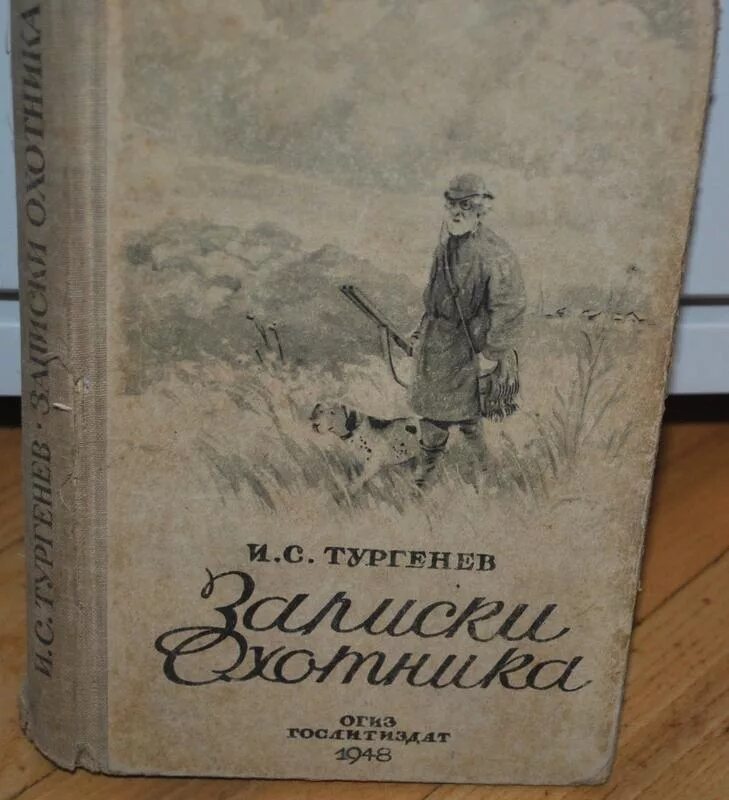 И.С. ТУРГЕНЕВ · ЗАПИСКИ ОХОТНИКА
И.С. ТУРГЕНЕВ
Записки
Охотника
ОГИЗ
ГОСЛИТИЗДАТ
1948